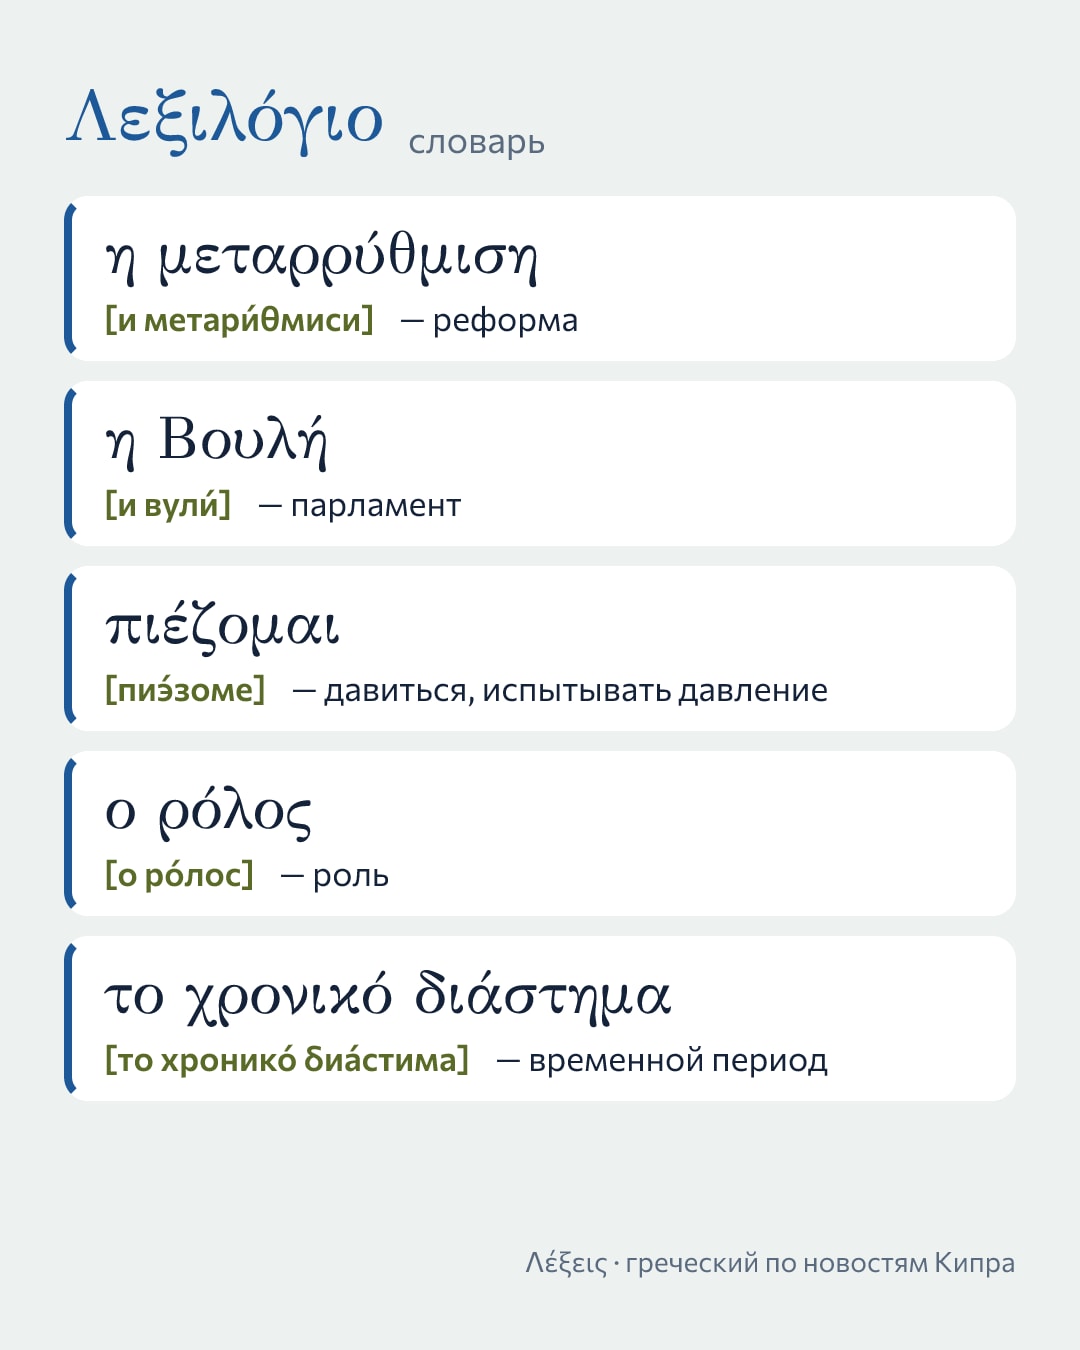 Λεξιλόγιο словарь
η μεταρρύθμιση
[и метари́θмиси] — реформа
η Βουλή
[и вули́] — парламент
πιέζομαι
[пиэ́зоме] — давиться, испытывать давление
ο ρόλος
[о ро́лос] — роль
το χρονικό διάστημα
[то хронико́ δиа́стима] — временной период
Λέξεις · греческий по новостям Кипра